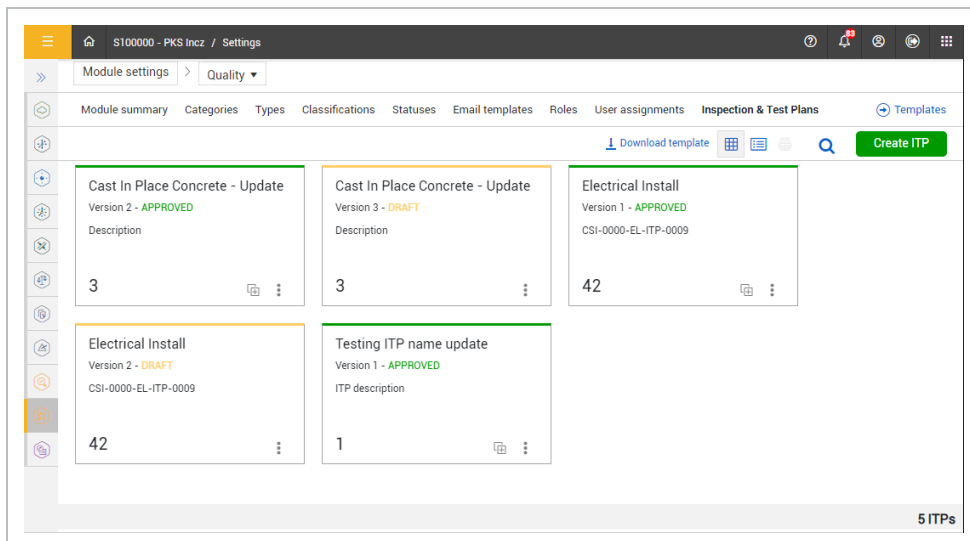 S100000 - PKS Incz / Settings
83
Module settings > Quality
Module summary Categories Types Classifications Statuses Email templates Roles User assignments Inspection & Test Plans Templates
Download template Create ITP
Cast In Place Concrete - Update
Version 2 - APPROVED
Description
3
Cast In Place Concrete - Update
Version 3 - DRAFT
Description
3
Electrical Install
Version 1 - APPROVED
CSI-0000-EL-ITP-0009
42
Electrical Install
Version 2 - DRAFT
CSI-0000-EL-ITP-0009
42
Testing ITP name update
Version 1 - APPROVED
ITP description
1
5 ITPs